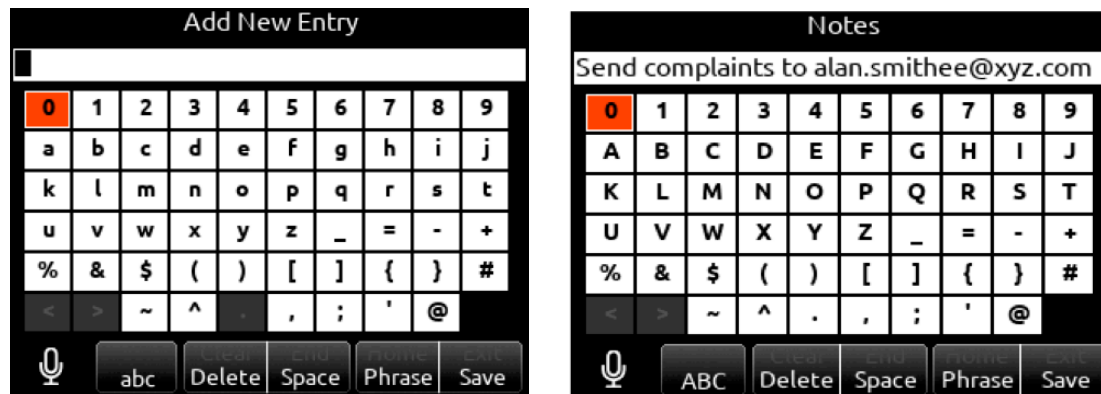 Add New Entry
0 1 2 3 4 5 6 7 8 9
a b c d e f g h i j
k l m n o p q r s t
u v w x y z _ = - +
% & $ ( ) [ ] { } #
< > ~ ^ . , ; ' @
Clear End Home Exit
abc Delete Space Phrase Save
Notes
Send complaints to alan.smithee@xyz.com
0 1 2 3 4 5 6 7 8 9
A B C D E F G H I J
K L M N O P Q R S T
U V W X Y Z _ = - +
% & $ ( ) [ ] { } #
< > ~ ^ . , ; ' @
Clear End Home Exit
ABC Delete Space Phrase Save